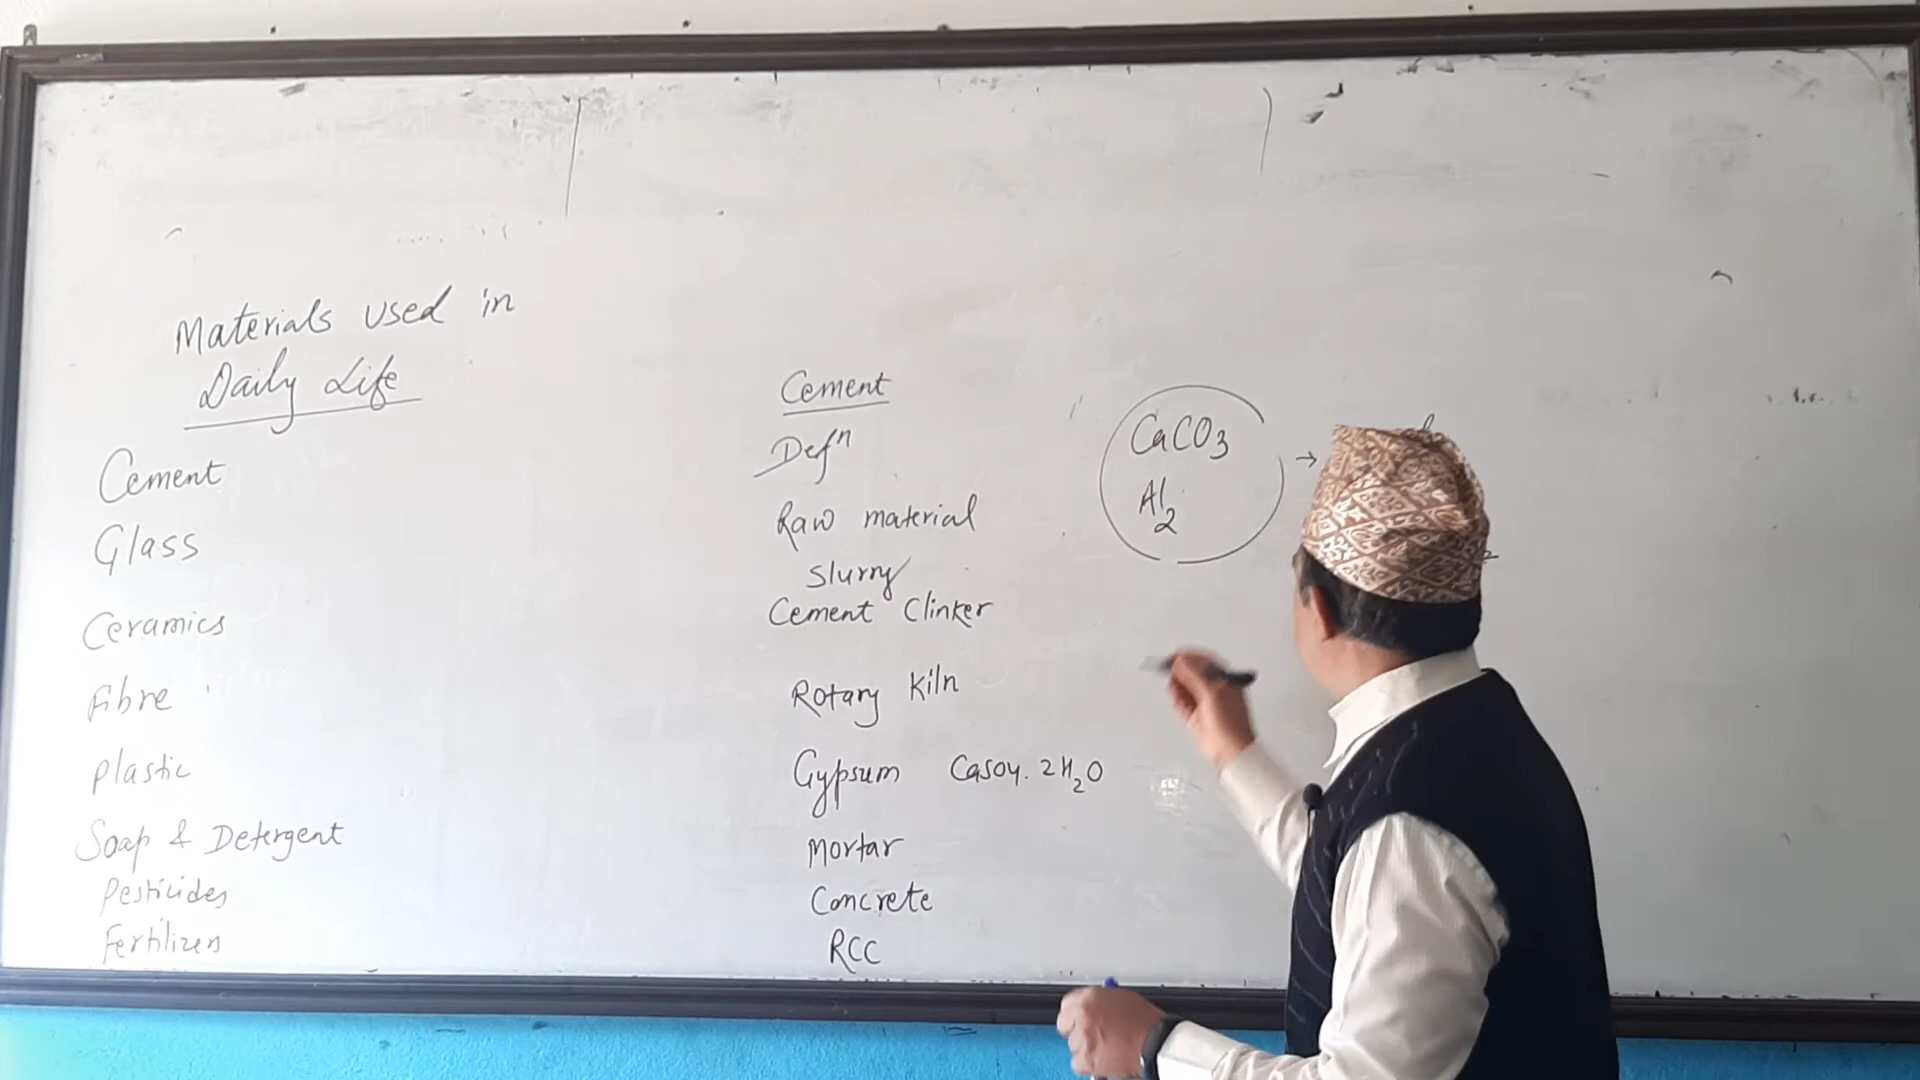 Materials used in
Daily Life
Cement
Glass
Ceramics
Fibre
Plastic
Soap & Detergent
Pesticides
Fertilizers
Cement
Defⁿ
Raw material
Slurry
Cement Clinker
Rotary Kiln
Gypsum CaSO4. 2H₂O
Mortar
Concrete
RCC
CaCO₃ →
Al₂